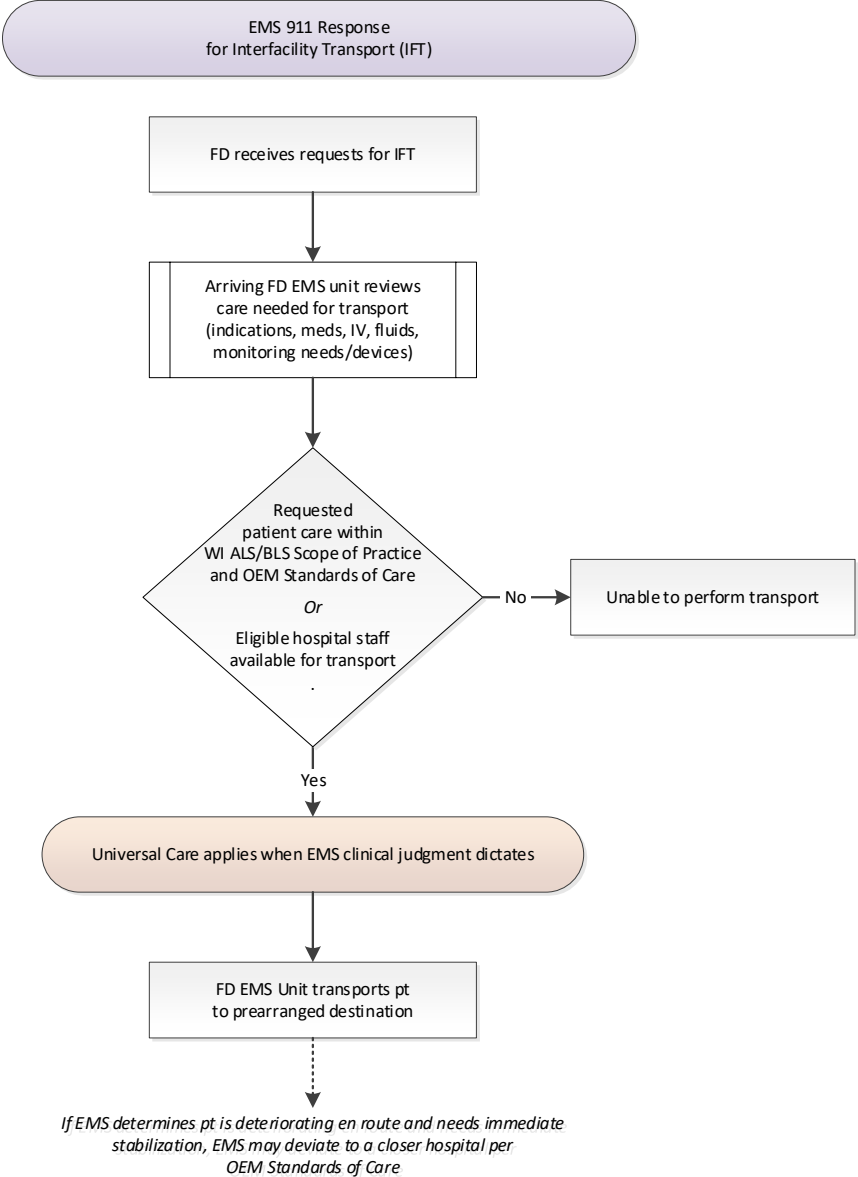 EMS 911 Response
for Interfacility Transport (IFT)
FD receives requests for IFT
Arriving FD EMS unit reviews
care needed for transport
(indications, meds, IV, fluids,
monitoring needs/devices)
Requested
patient care within
WI ALS/BLS Scope of Practice
and OEM Standards of Care
Or
Eligible hospital staff
available for transport
.
No
Unable to perform transport
Yes
Universal Care applies when EMS clinical judgment dictates
FD EMS Unit transports pt
to prearranged destination
If EMS determines pt is deteriorating en route and needs immediate
stabilization, EMS may deviate to a closer hospital per
OEM Standards of Care